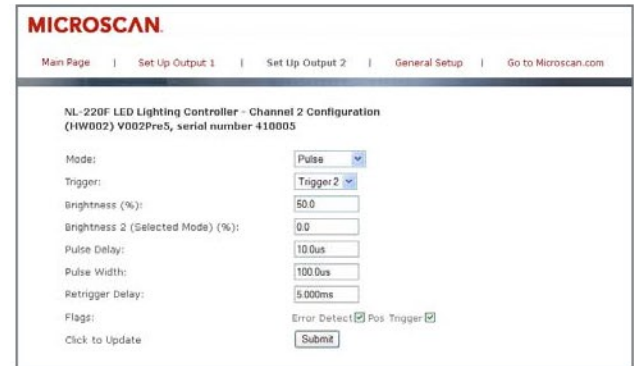 MICROSCAN.
Main Page | Set Up Output 1 | Set Up Output 2 | General Setup | Go to Microscan.com
NL-220F LED Lighting Controller - Channel 2 Configuration
(HW002) V002Pre5, serial number 410005
Mode: Pulse
Trigger: Trigger 2
Brightness (%): 50.0
Brightness 2 (Selected Mode) (%): 0.0
Pulse Delay: 10.0us
Pulse Width: 100.0us
Retrigger Delay: 5.000ms
Flags: Error Detect Pos Trigger
Click to Update Submit